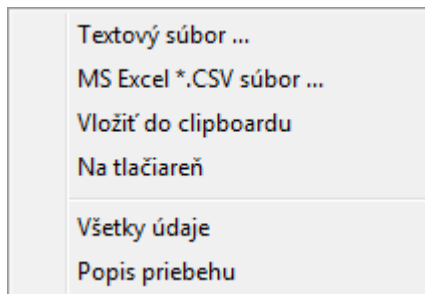 Textový súbor ...
MS Excel *.CSV súbor ...
Vložiť do clipboardu
Na tlačiareň
Všetky údaje
Popis priebehu